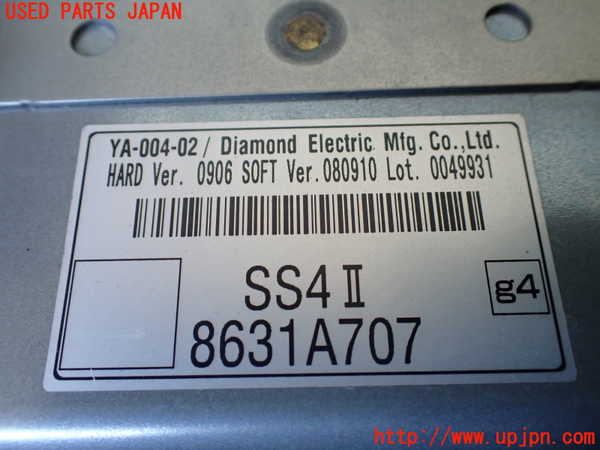 USED PARTS JAPAN
YA-004-02/ Diamond Electric Mfg. Co.,Ltd.
HARD Ver. 0906 SOFT Ver.080910 Lot. 0049931
SS4Ⅱ
g4
8631A707
http://www.upjpn.com/